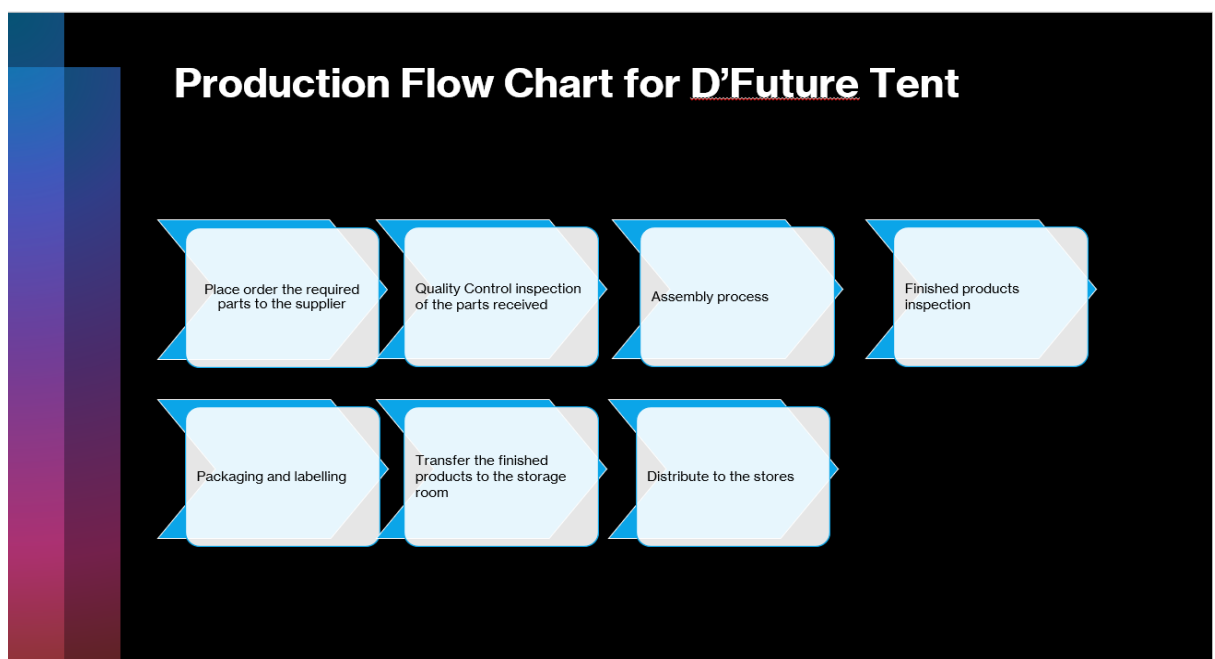 Production Flow Chart for D’Future Tent
Place order the required
parts to the supplier
Quality Control inspection
of the parts received
Assembly process
Finished products
inspection
Packaging and labelling
Transfer the finished
products to the storage
room
Distribute to the stores